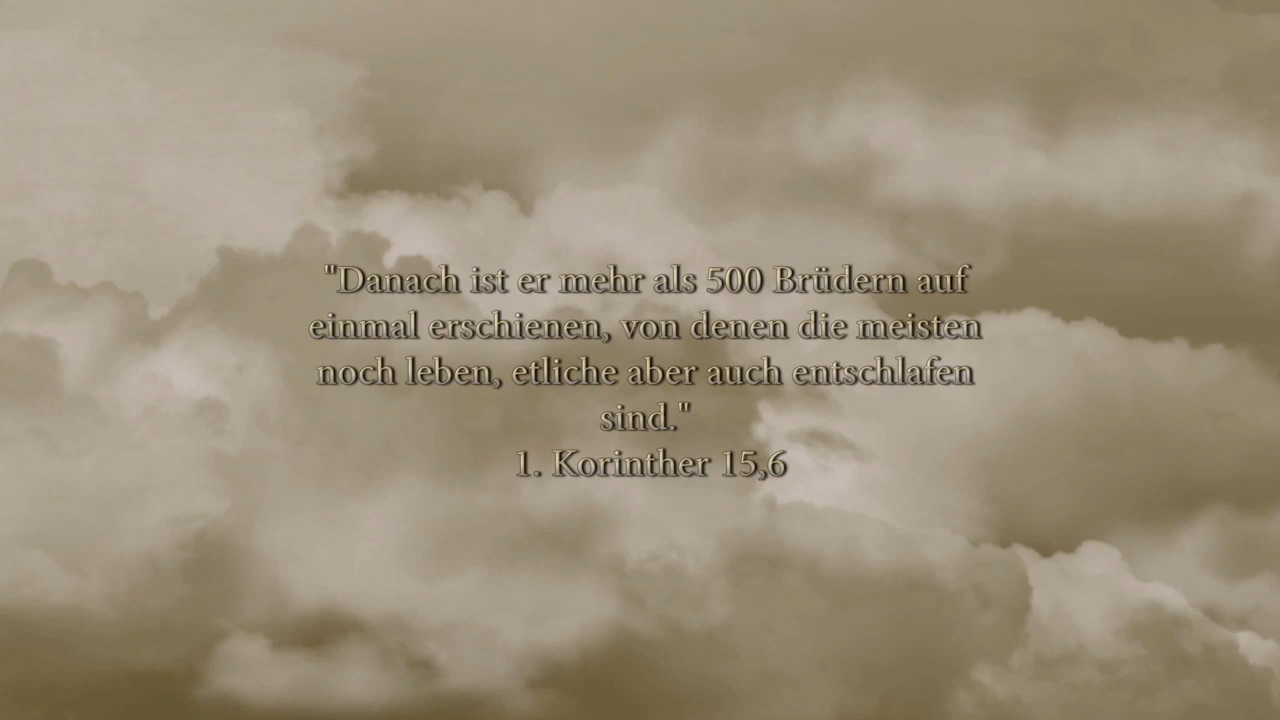 "Danach ist er mehr als 500 Brüdern auf
einmal erschienen, von denen die meisten
noch leben, etliche aber auch entschlafen
sind."
1. Korinther 15,6